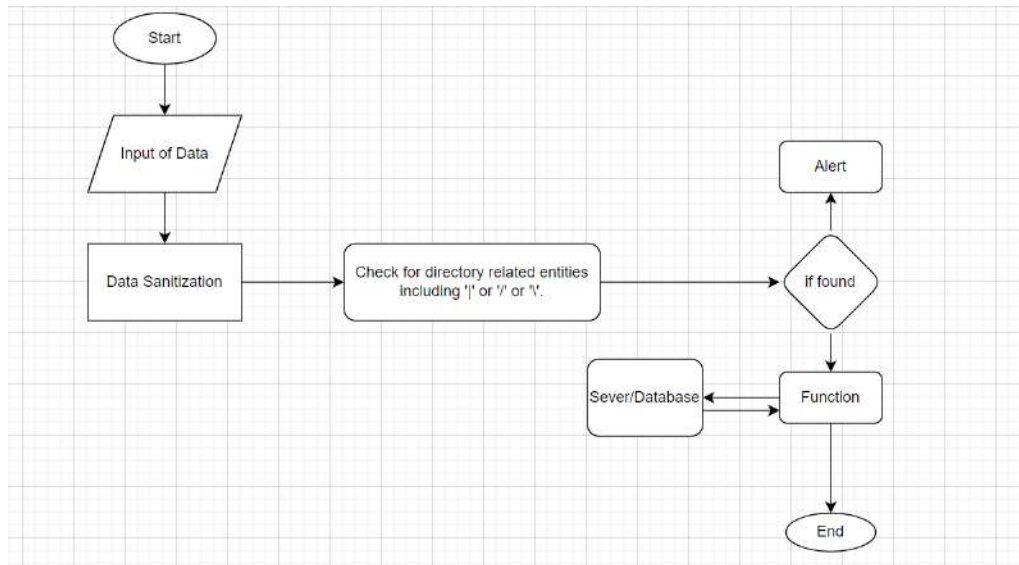 Start
Input of Data
Alert
Data Sanitization
Check for directory related entities
including '|' or '/' or '\'.
if found
Sever/Database
Function
End